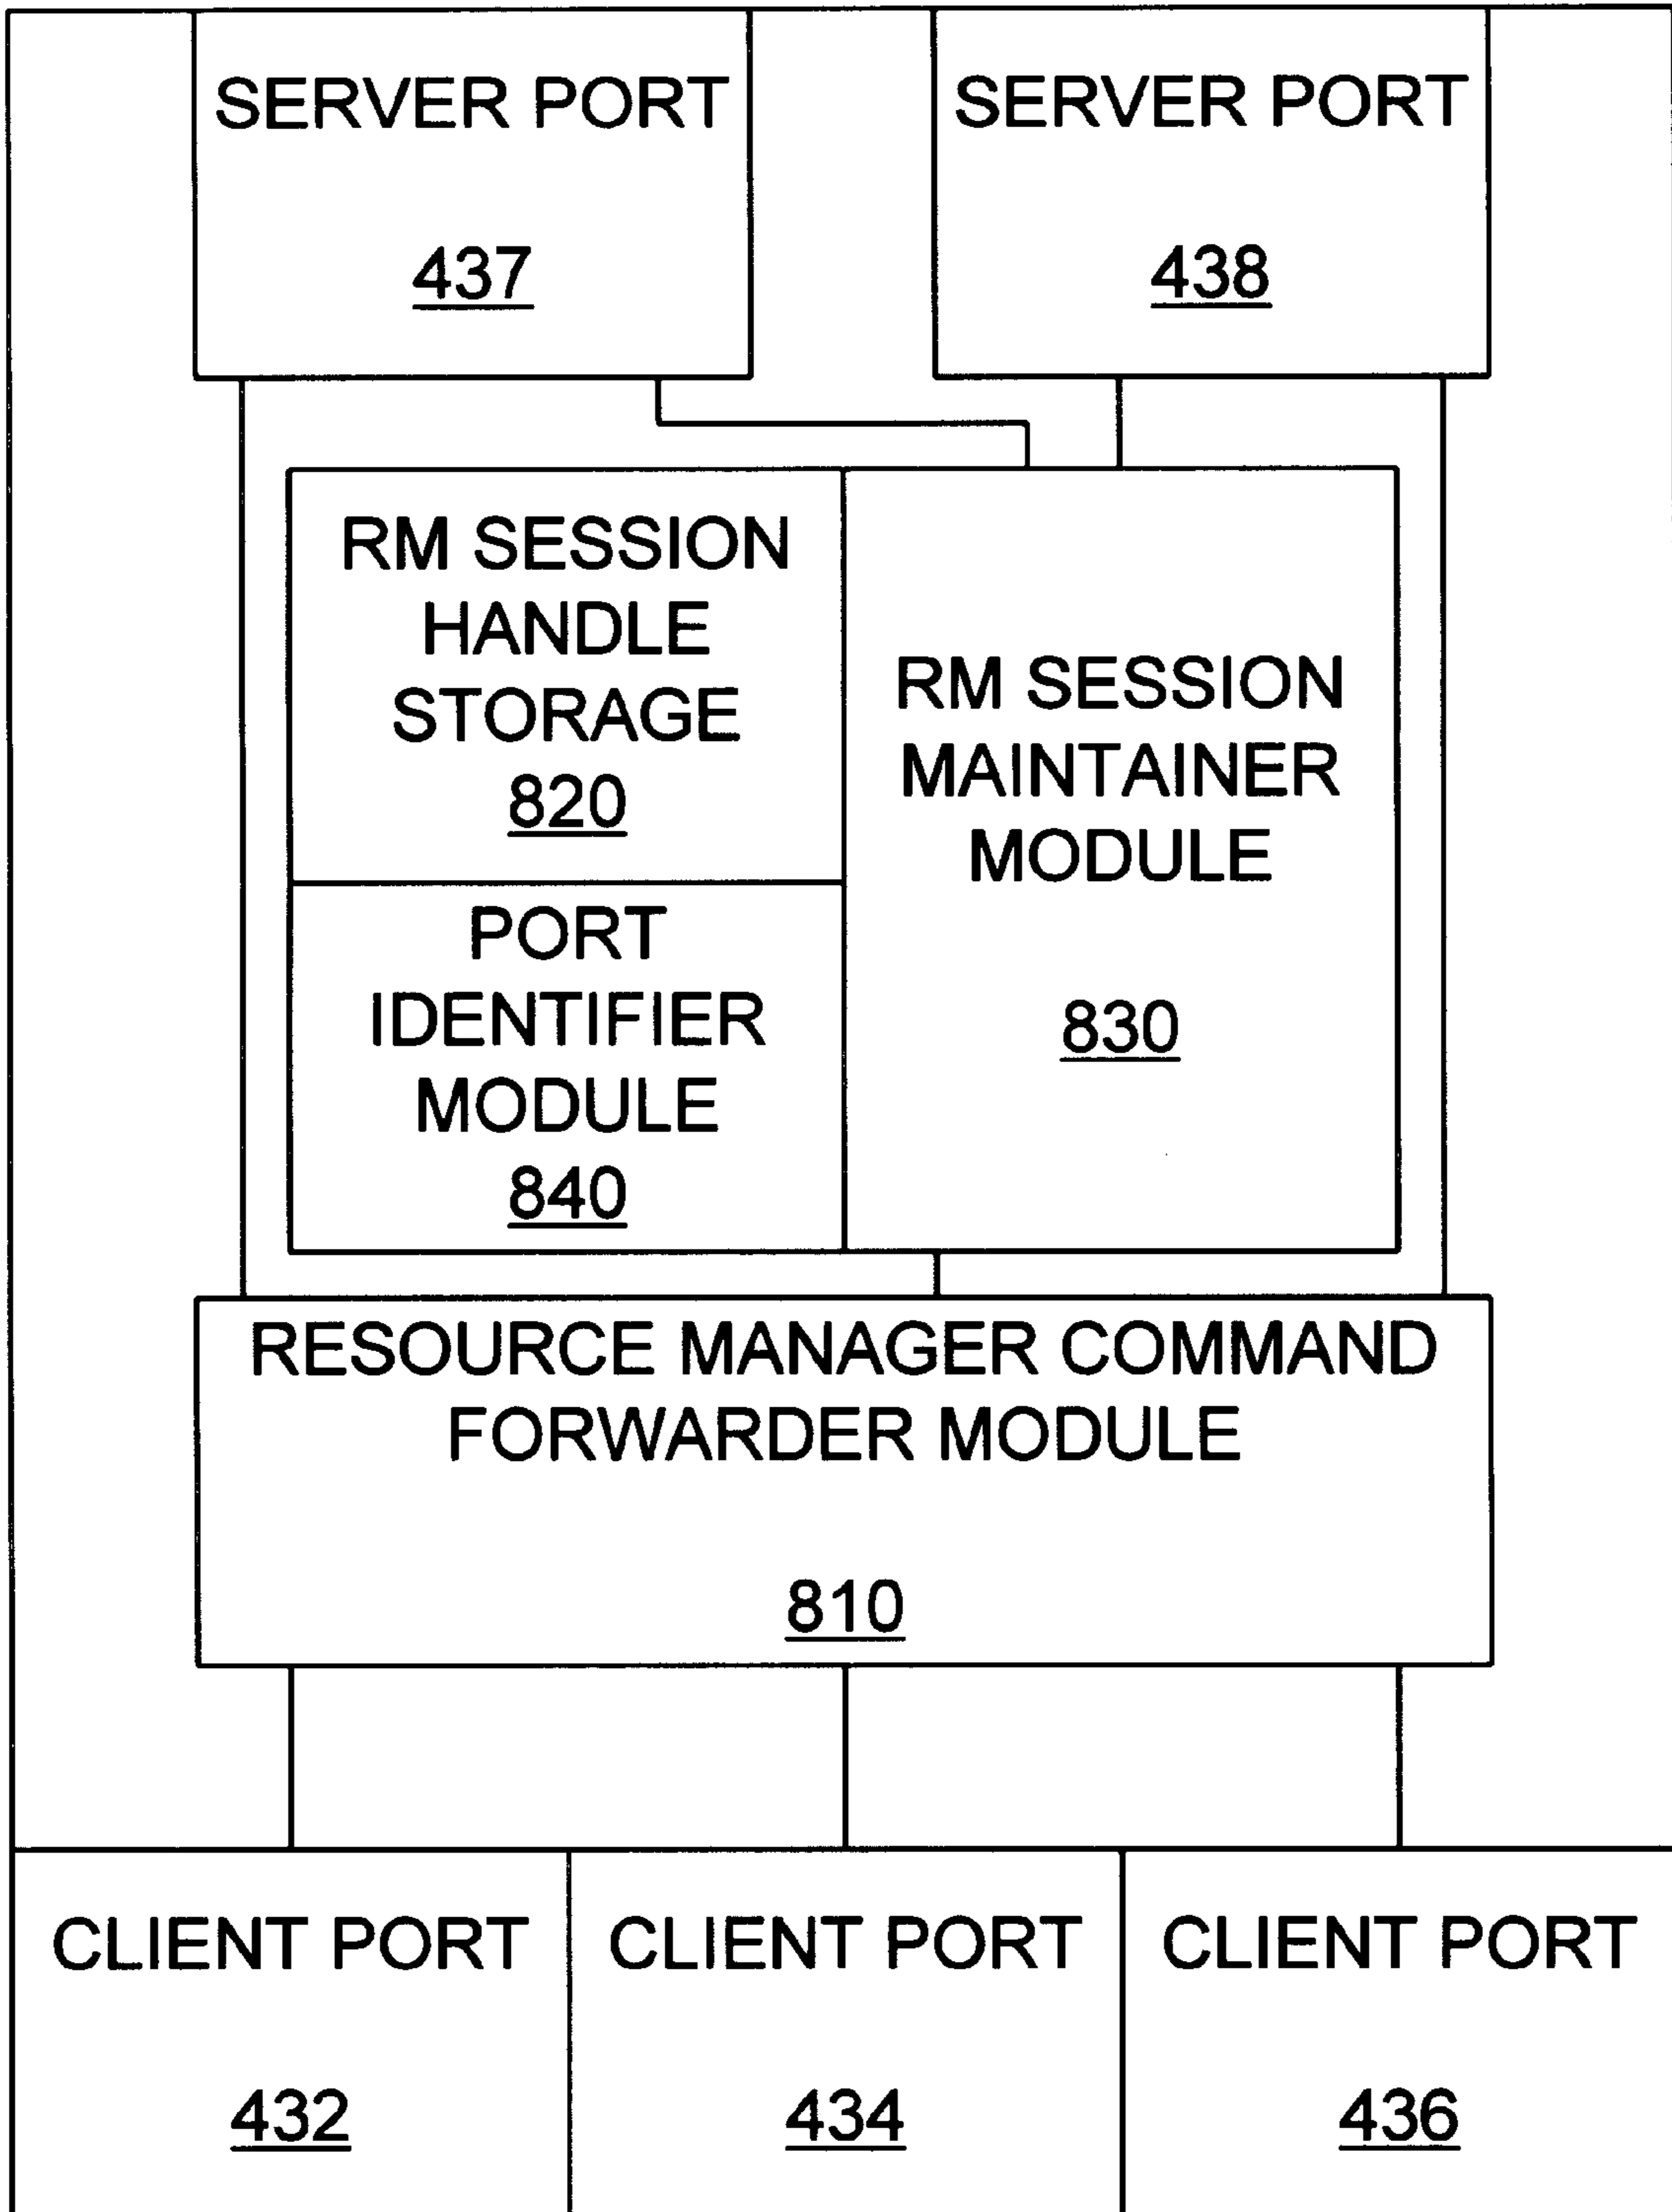 SERVER PORT
437
SERVER PORT
438
RM SESSION
HANDLE
STORAGE
820
PORT
IDENTIFIER
MODULE
840
RM SESSION
MAINTAINER
MODULE
830
RESOURCE MANAGER COMMAND
FORWARDER MODULE
810
CLIENT PORT
432
CLIENT PORT
434
CLIENT PORT
436